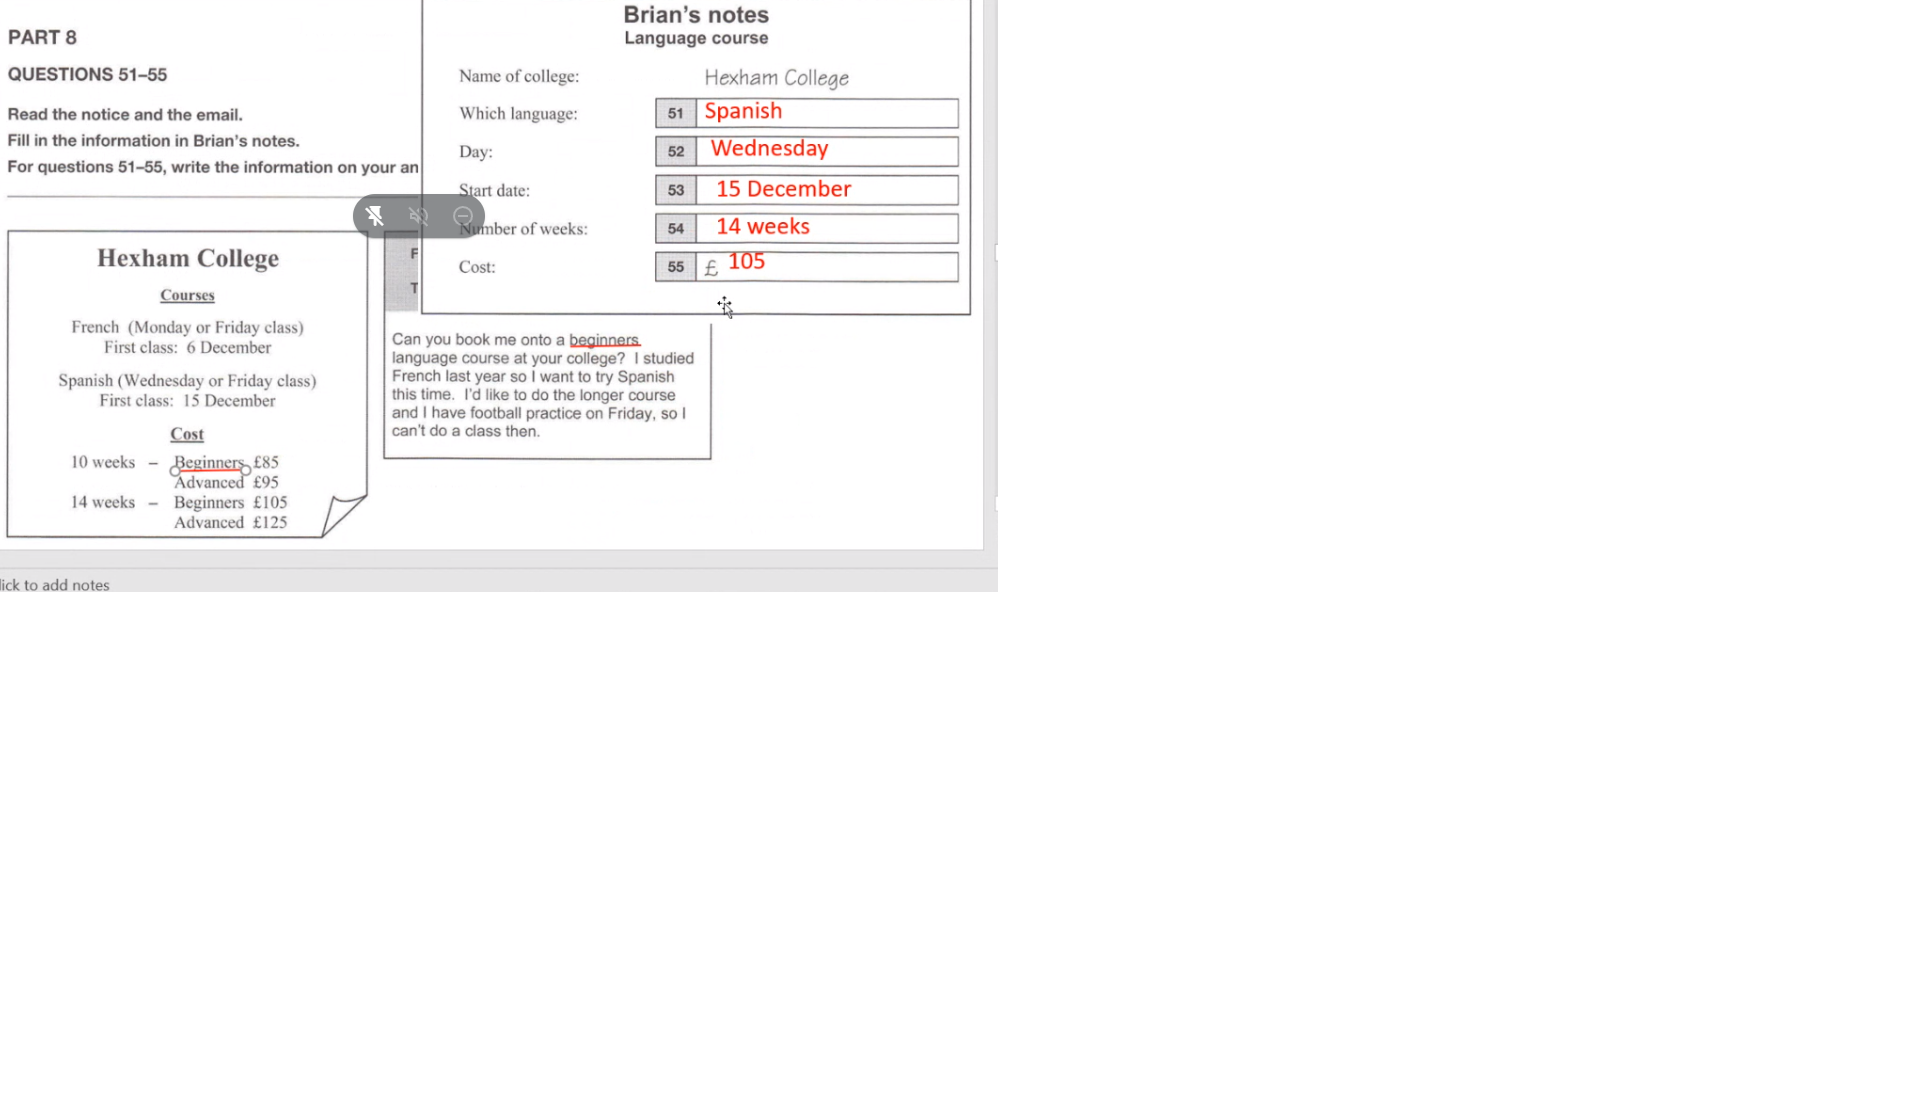 PART 8
QUESTIONS 51–55
Read the notice and the email.
Fill in the information in Brian's notes.
For questions 51–55, write the information on your an
Brian's notes
Language course
Name of college: Hexham College
Which language: 51 Spanish
Day: 52 Wednesday
Start date: 53 15 December
Number of weeks: 54 14 weeks
Cost: 55 £ 105
Hexham College
Courses
French (Monday or Friday class)
First class: 6 December
Spanish (Wednesday or Friday class)
First class: 15 December
Cost
10 weeks – Beginners £85
Advanced £95
14 weeks – Beginners £105
Advanced £125
F
T
Can you book me onto a beginners
language course at your college? I studied
French last year so I want to try Spanish
this time. I'd like to do the longer course
and I have football practice on Friday, so I
can't do a class then.
lick to add notes